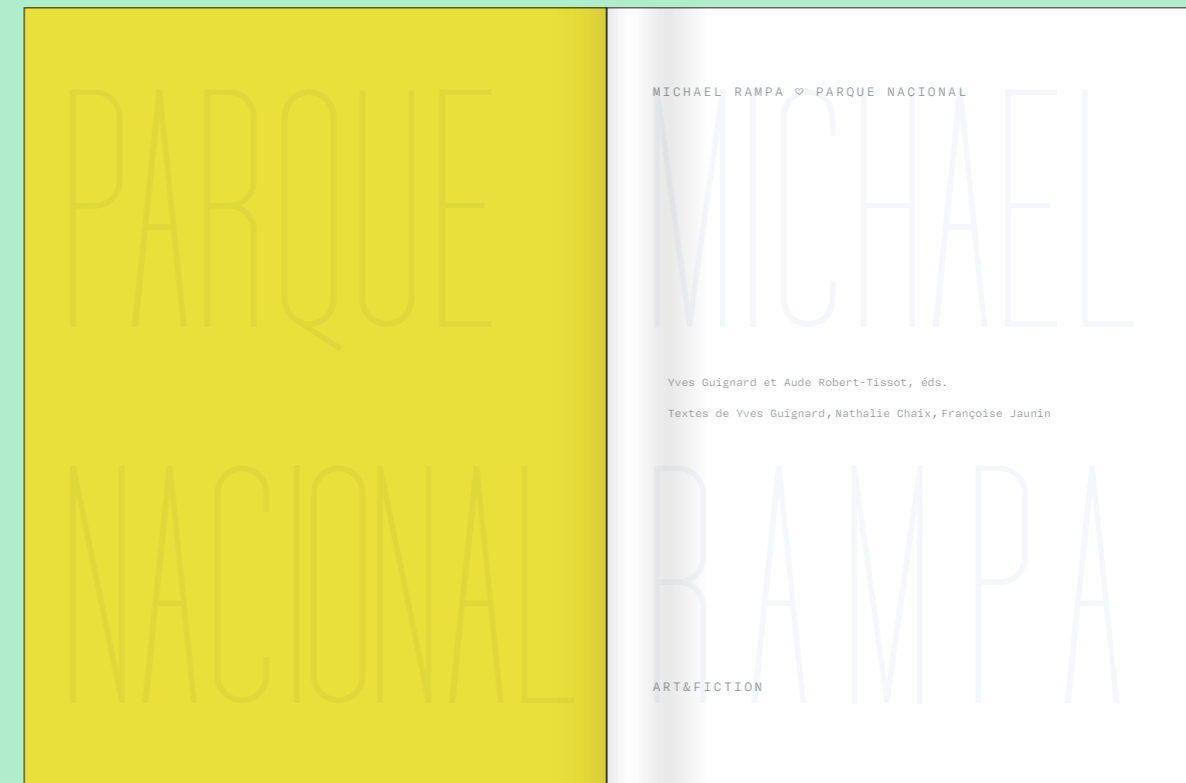 PARQUE
NACIONAL
MICHAEL RAMPA ♡ PARQUE NACIONAL
MICHAEL
Yves Guignard et Aude Robert-Tissot, éds.
Textes de Yves Guignard, Nathalie Chaix, Françoise Jaunin
RAMPA
ART&FICTION